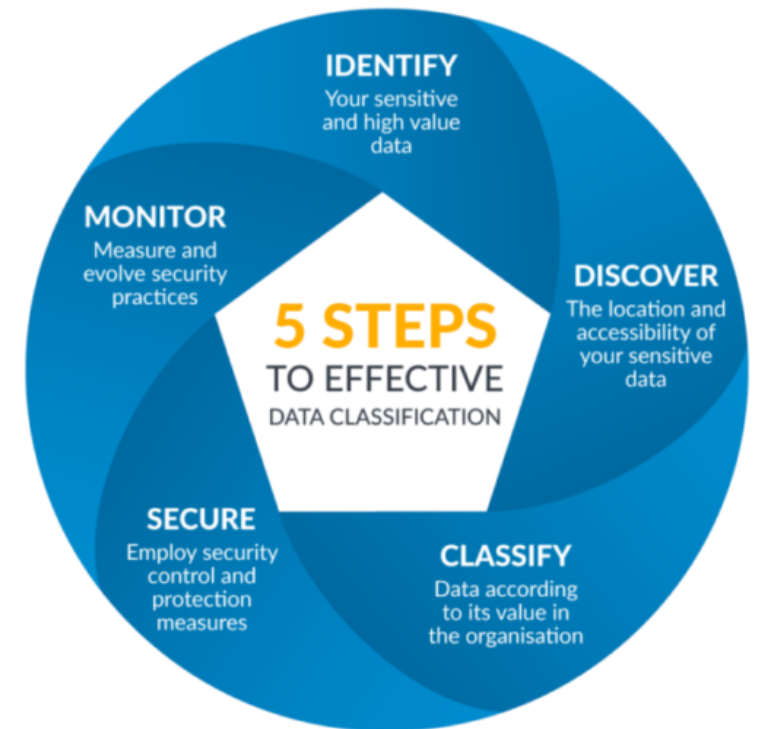 IDENTIFY
Your sensitive
and high value
data
DISCOVER
The location and
accessibility of
your sensitive
data
CLASSIFY
Data according
to its value in
the organisation
SECURE
Employ security
control and
protection
measures
MONITOR
Measure and
evolve security
practices
5 STEPS
TO EFFECTIVE
DATA CLASSIFICATION